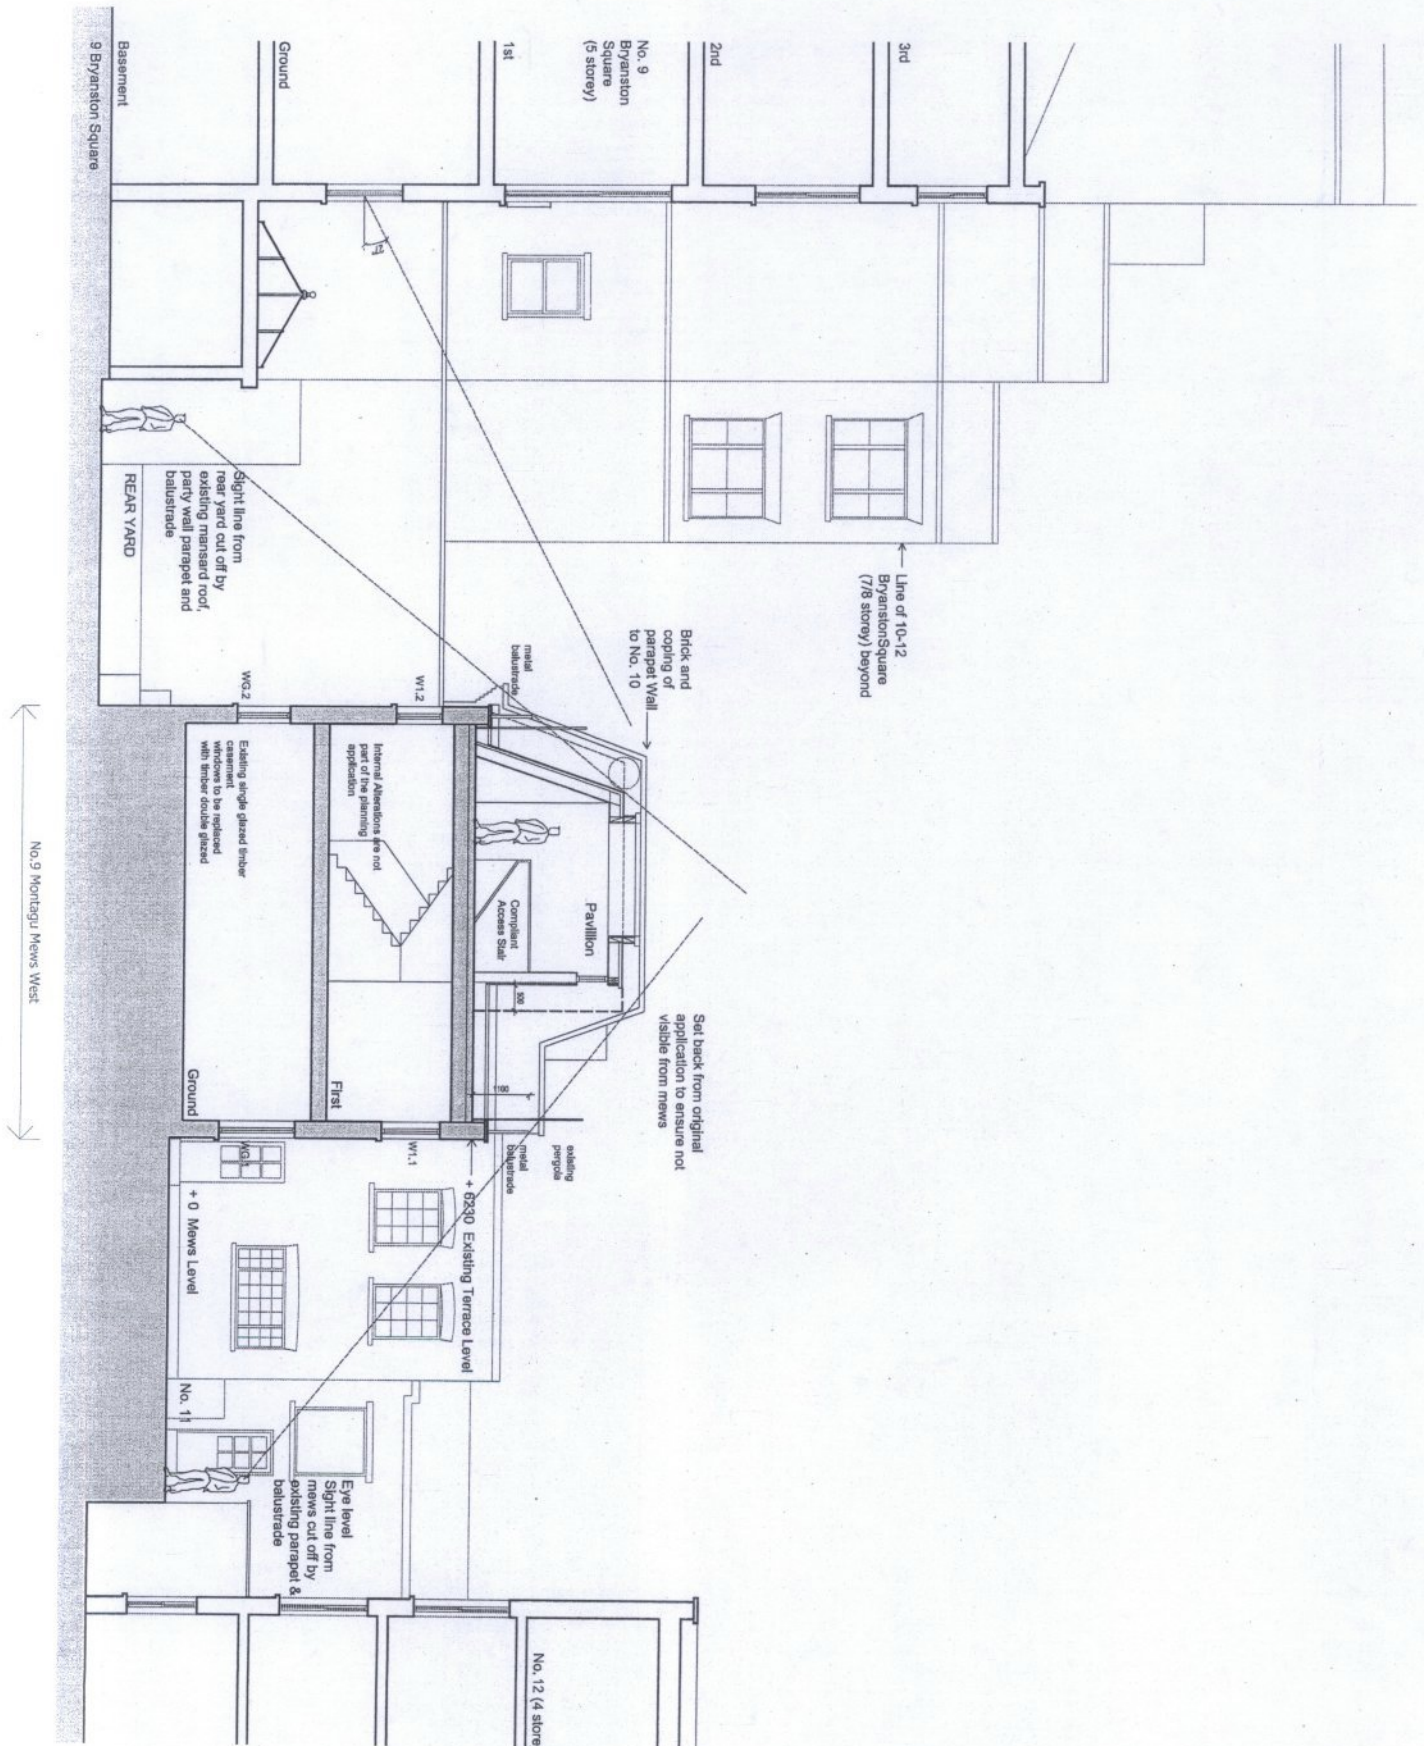 3rd
2nd
No. 9
Bryanston
Square
(5 storey)
1st
Ground
Basement
9 Bryanston Square
Line of 10-12
BryanstonSquare
(7/8 storey) beyond
Brick and
coping of
parapet Wall
to No. 10
metal
balustrade
Sight line from
rear yard cut off by
existing mansard roof,
party wall parapet and
balustrade
REAR YARD
W1.2
WG.2
Pavillion
Compliant
Access Stair
Internal Alterations are not
part of the planning
application
Existing single glazed timber
casement
windows to be replaced
with timber double glazed
Set back from original
application to ensure not
visible from mews
1100
First
Ground
existing
pergola
metal
balustrade
W1.1
WG.1
+ 6230 Existing Terrace Level
+ 0 Mews Level
No. 11
Eye level
Sight line from
mews cut off by
existing parapet &
balustrade
No. 12 (4 store
No.9 Montagu Mews West